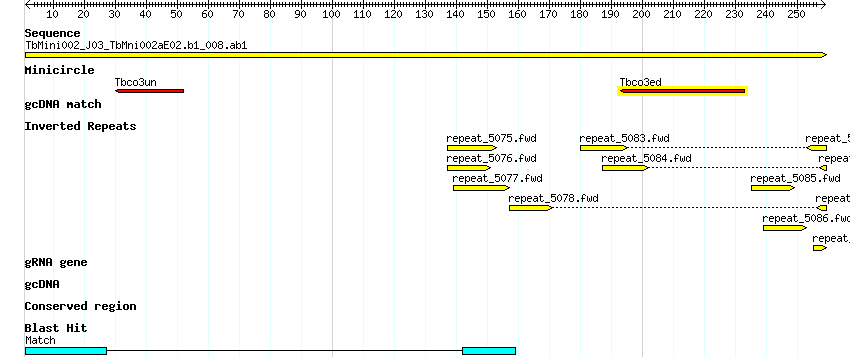 10 20 30 40 50 60 70 80 90 100 110 120 130 140 150 160 170 180 190 200 210 220 230 240 250
Sequence
TbMini002_J03_TbMni002aE02.b1_008.ab1
Minicircle
Tbco3un Tbco3ed
gcDNA match
Inverted Repeats
repeat_5075.fwd repeat_5083.fwd repeat_5
repeat_5076.fwd repeat_5084.fwd repea
repeat_5077.fwd repeat_5085.fwd
repeat_5078.fwd repeat
repeat_5086.fwd
repeat_
gRNA gene
gcDNA
Conserved region
Blast Hit
Match